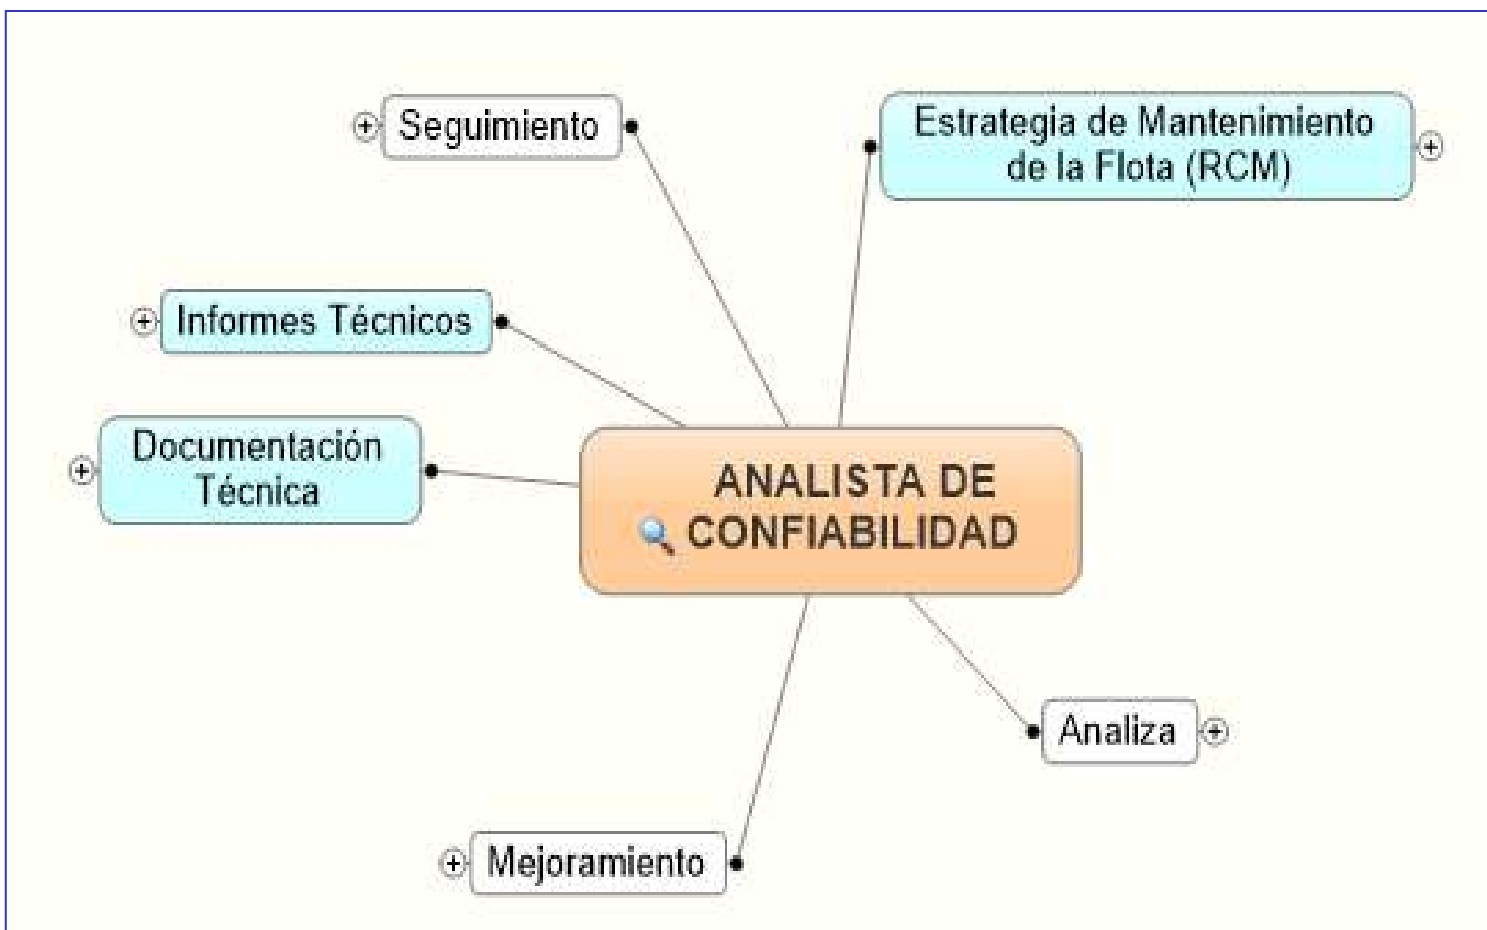 Seguimiento
Estrategia de Mantenimiento
de la Flota (RCM)
Informes Técnicos
Documentación
Técnica
ANALISTA DE
CONFIABILIDAD
Analiza
Mejoramiento